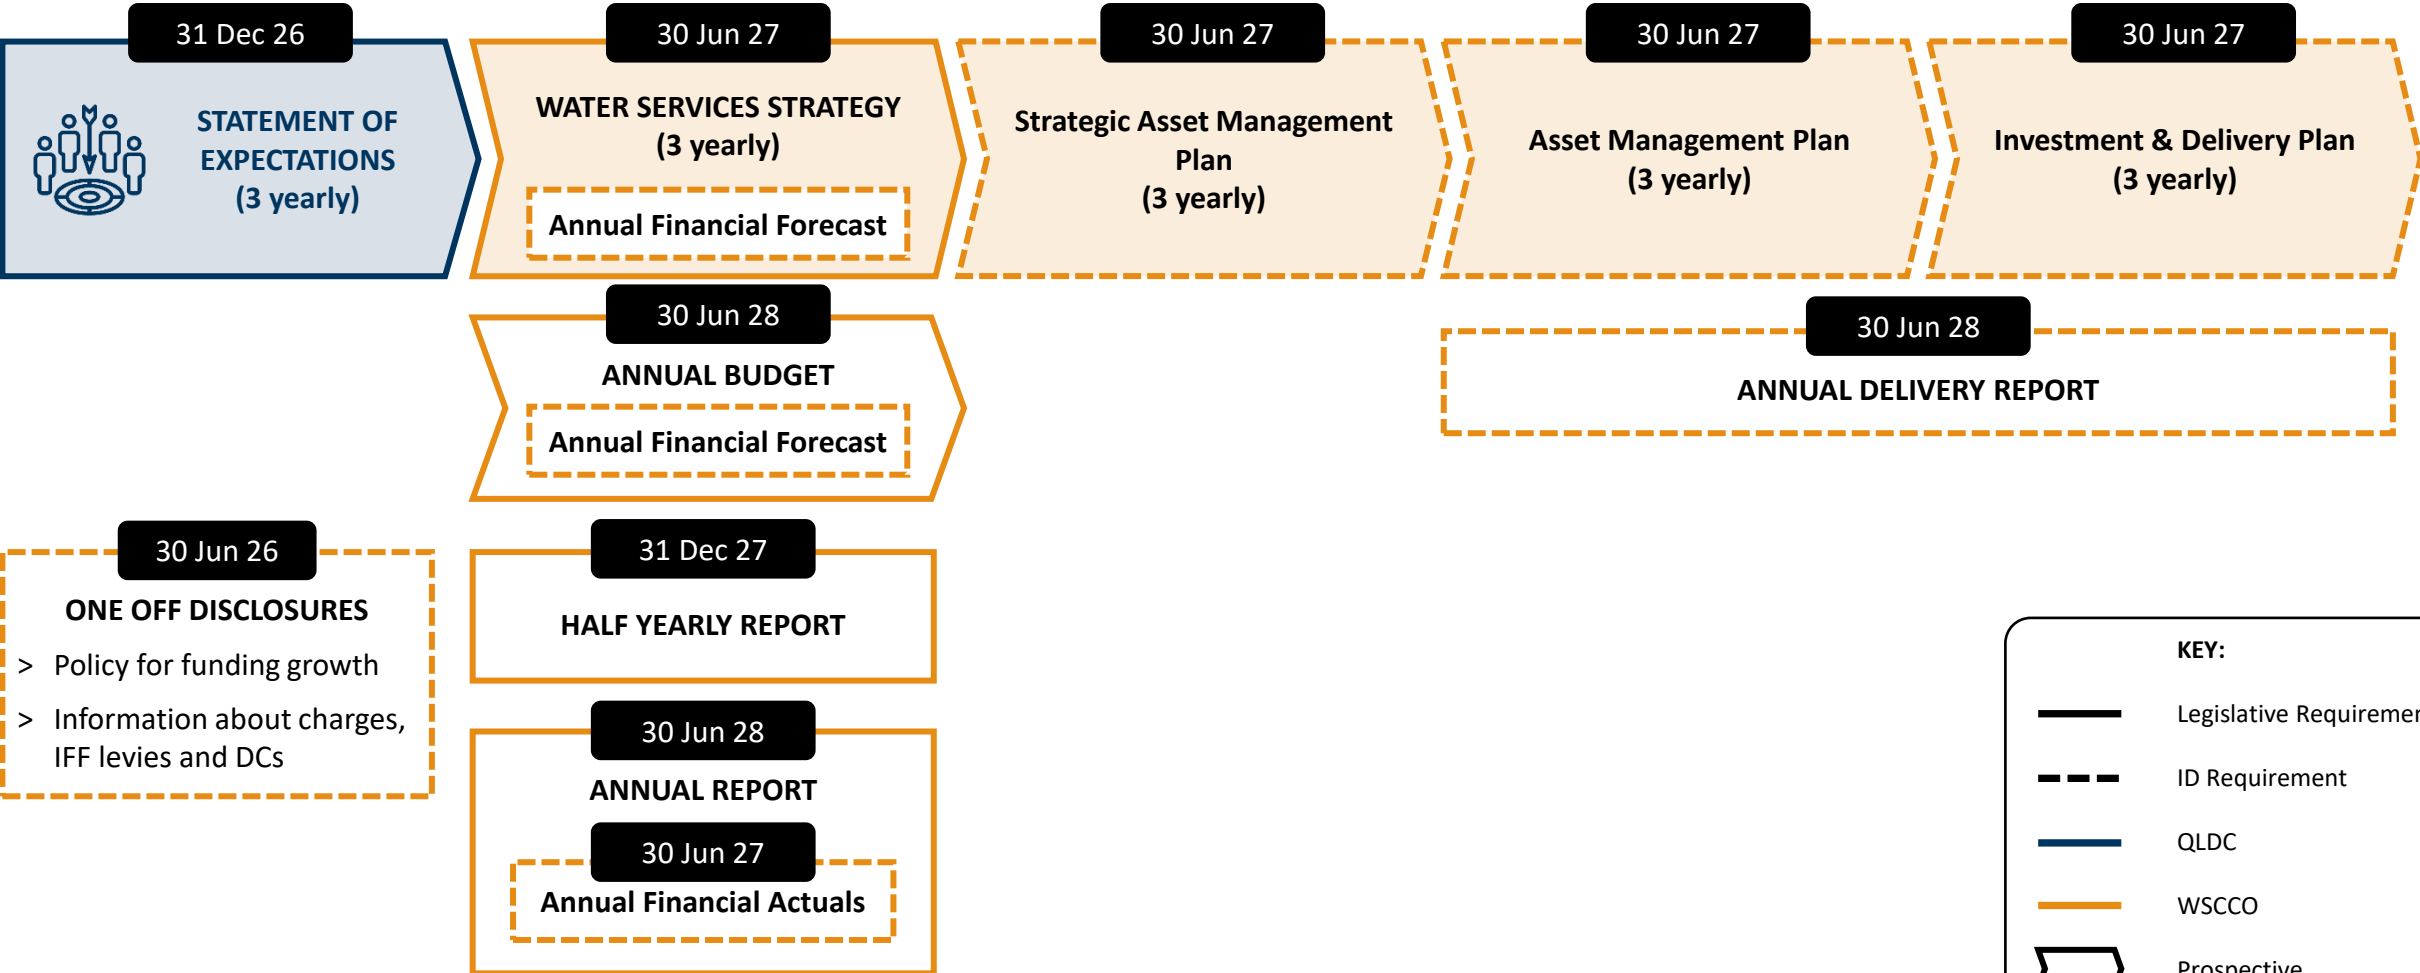 31 Dec 26
STATEMENT OF
EXPECTATIONS
(3 yearly)
30 Jun 27
WATER SERVICES STRATEGY
(3 yearly)
Annual Financial Forecast
30 Jun 27
Strategic Asset Management
Plan
(3 yearly)
30 Jun 27
Asset Management Plan
(3 yearly)
30 Jun 27
Investment & Delivery Plan
(3 yearly)
30 Jun 28
ANNUAL BUDGET
Annual Financial Forecast
30 Jun 28
ANNUAL DELIVERY REPORT
30 Jun 26
ONE OFF DISCLOSURES
> Policy for funding growth
> Information about charges,
IFF levies and DCs
31 Dec 27
HALF YEARLY REPORT
30 Jun 28
ANNUAL REPORT
30 Jun 27
Annual Financial Actuals
KEY:
Legislative
ID Requirement
QLDC
WSCCO
Prospective